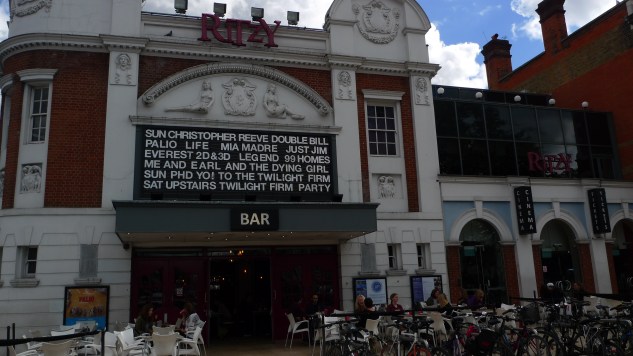 RITZY
SUN CHRISTOPHER REEVE DOUBLE BILL
PALIO LIFE MIA MADRE JUST JIM
EVEREST 2D&3D LEGEND 99 HOMES
ME AND EARL AND THE DYING GIRL
SUN PHD YO! TO THE TWILIGHT FIRM
SAT UPSTAIRS TWILIGHT FIRM PARTY
BAR
RITZY
CINEMA
CINEMA